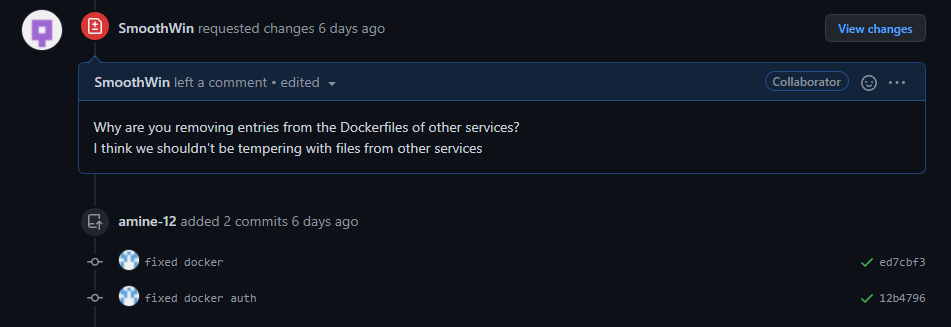 SmoothWin requested changes 6 days ago
View changes
SmoothWin left a comment • edited
Collaborator
Why are you removing entries from the Dockerfiles of other services?
I think we shouldn't be tempering with files from other services
amine-12 added 2 commits 6 days ago
fixed docker
ed7cbf3
fixed docker auth
12b4796